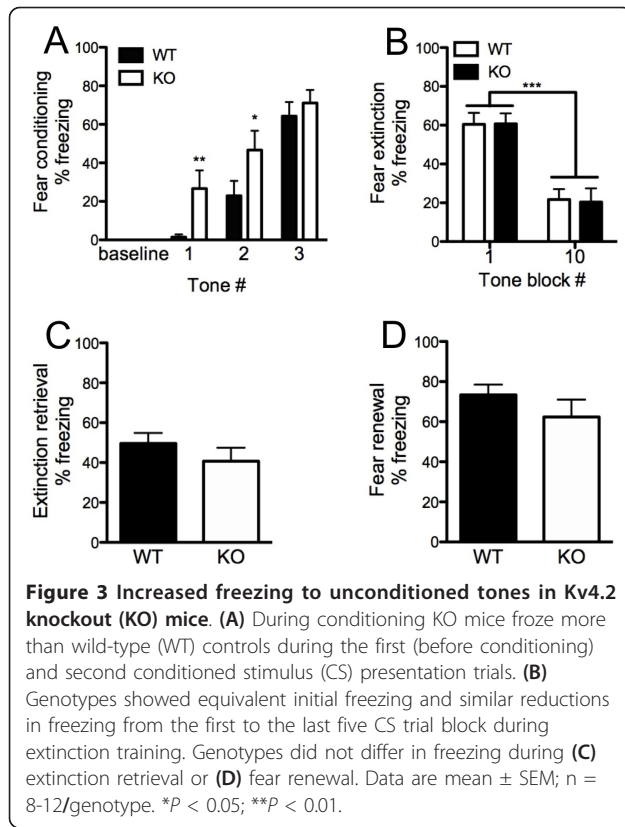 A
WT
KO
Fear conditioning
% freezing
100
80
60
40
20
0
**
*
baseline 1 2 3
Tone #
B
WT
KO
Fear extinction
% freezing
100
80
60
40
20
0
***
1 10
Tone block #
C
Extinction retrieval
% freezing
100
80
60
40
20
0
WT KO
D
Fear renewal
% freezing
100
80
60
40
20
0
WT KO
Figure 3 Increased freezing to unconditioned tones in Kv4.2
knockout (KO) mice. (A) During conditioning KO mice froze more
than wild-type (WT) controls during the first (before conditioning)
and second conditioned stimulus (CS) presentation trials. (B)
Genotypes showed equivalent initial freezing and similar reductions
in freezing from the first to the last five CS trial block during
extinction training. Genotypes did not differ in freezing during (C)
extinction retrieval or (D) fear renewal. Data are mean ± SEM; n =
8-12/genotype. *P < 0.05; **P < 0.01.